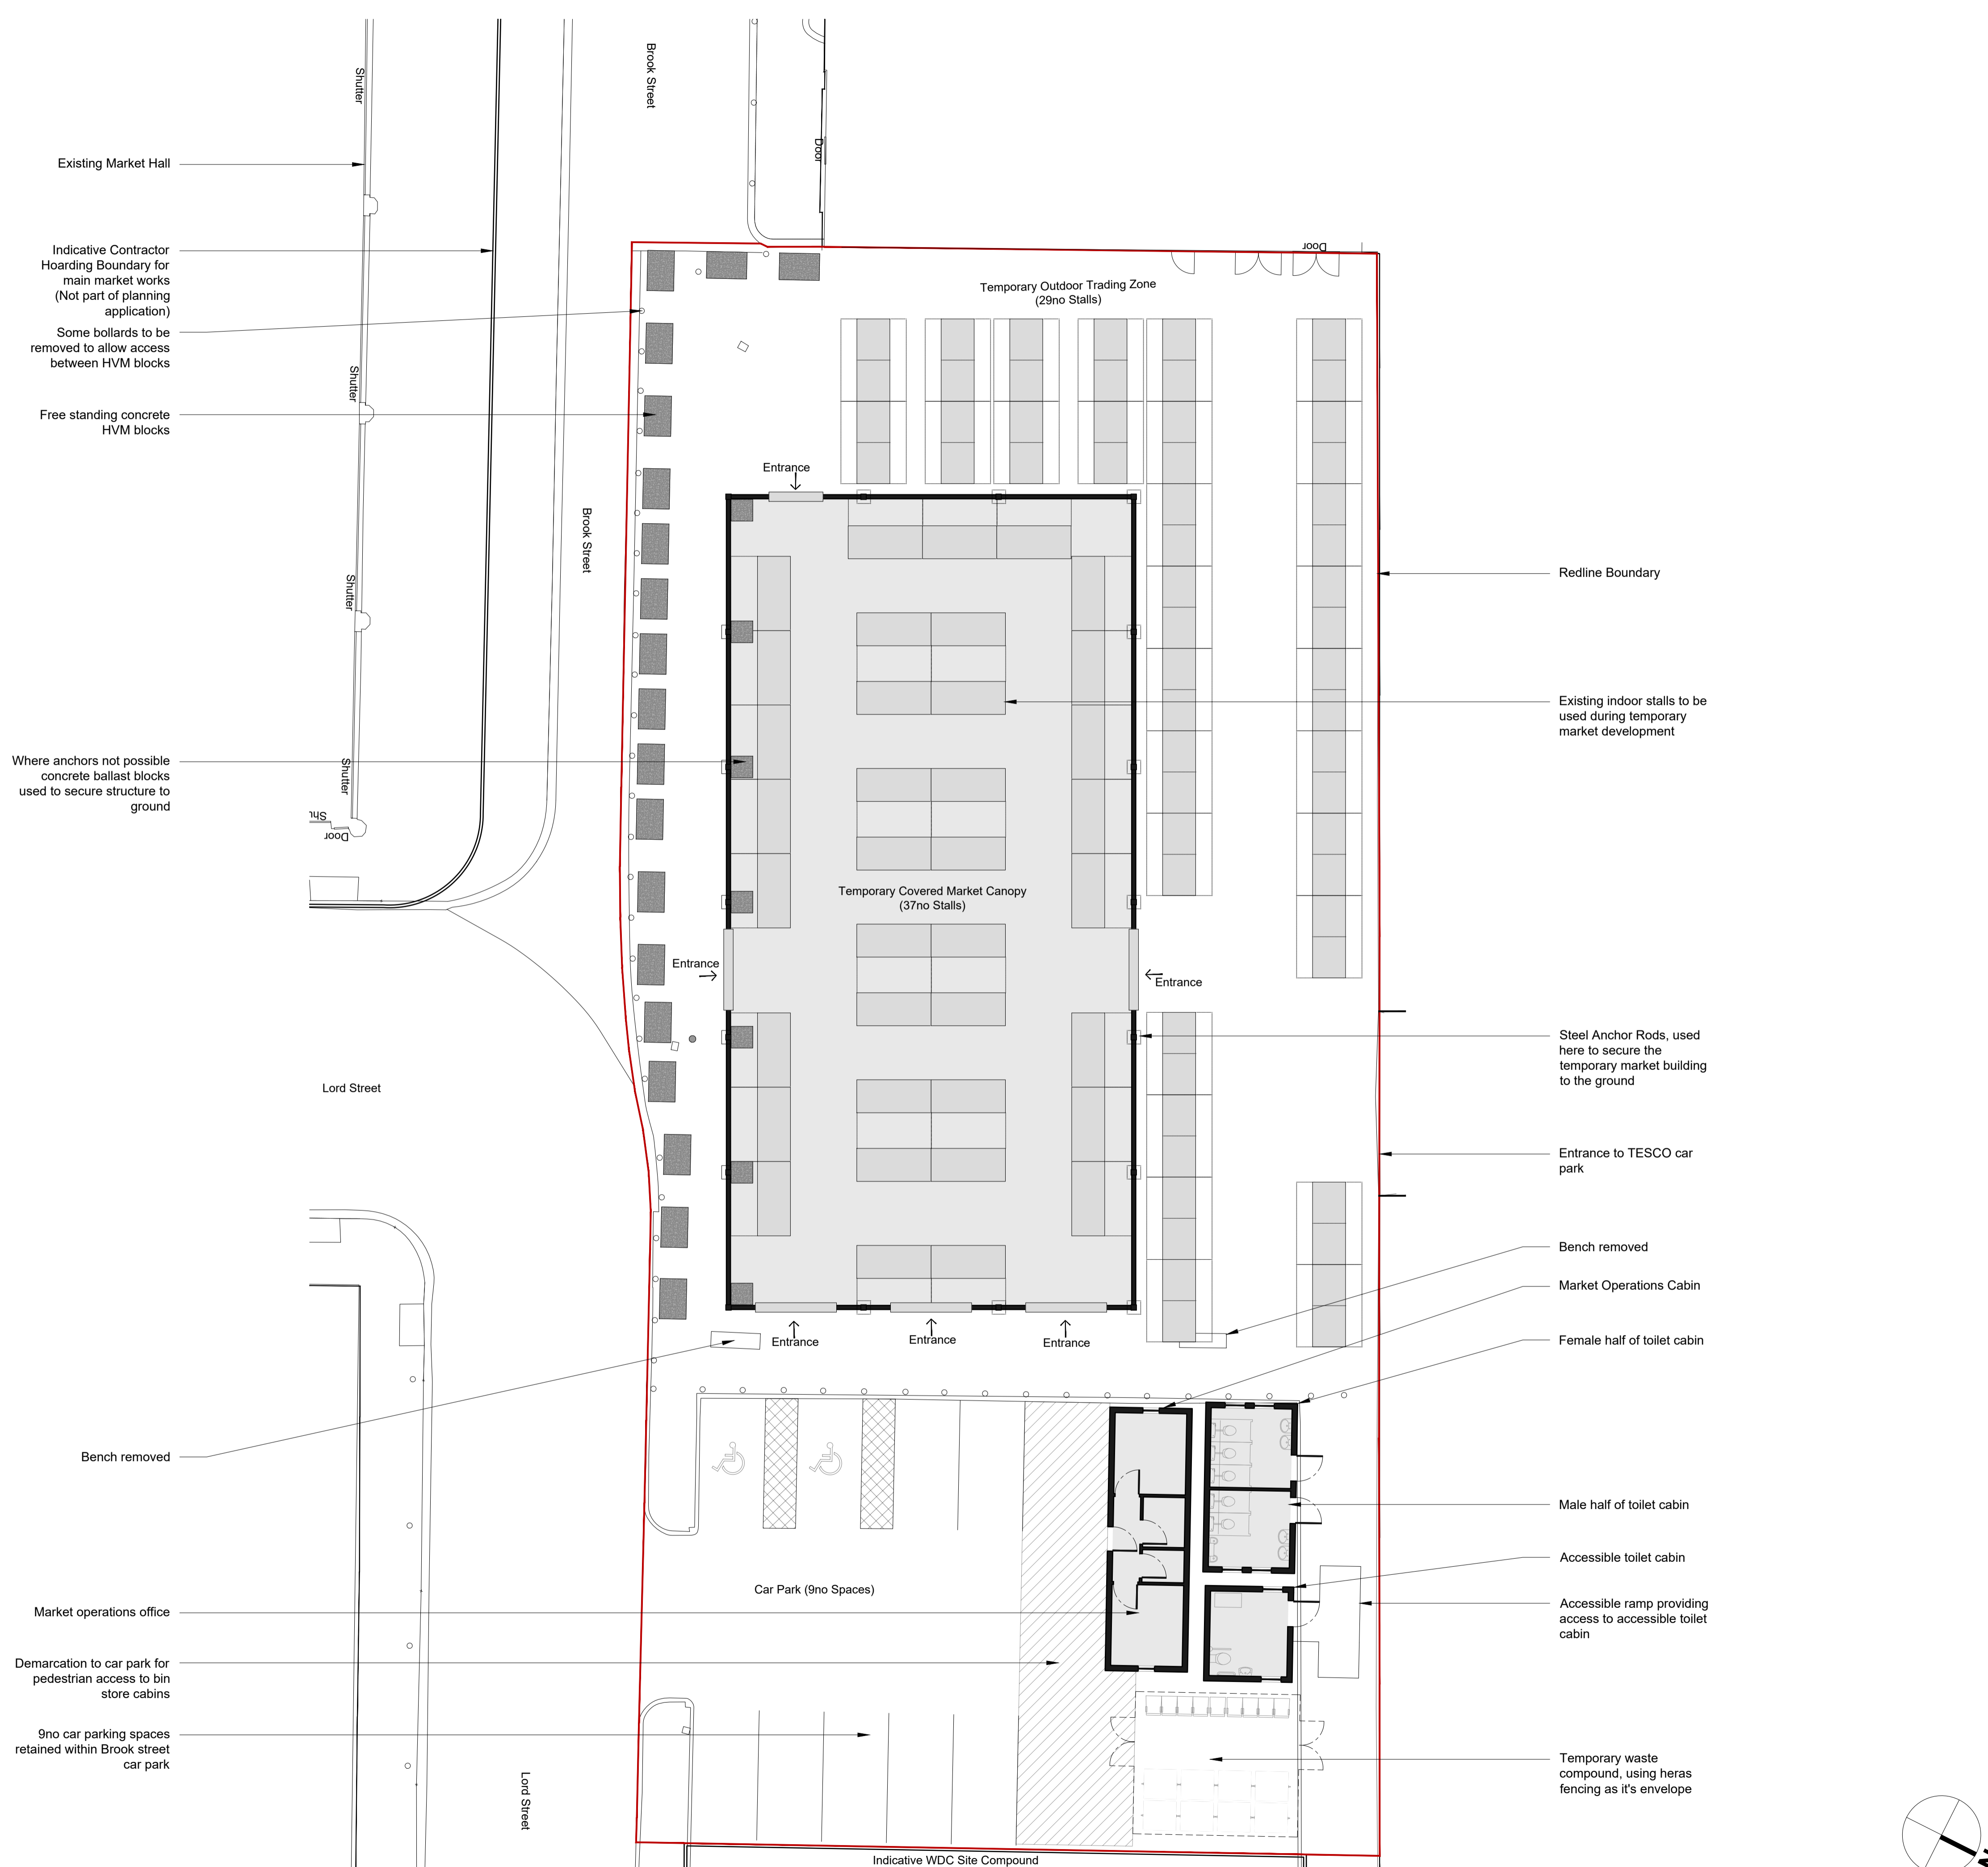 Brook Street
Shutter
Door
Existing Market Hall
Indicative Contractor
Hoarding Boundary for
main market works
(Not part of planning
application)
Some bollards to be
removed to allow access
between HVM blocks
Free standing concrete
HVM blocks
Door
Temporary Outdoor Trading Zone
(29no Stalls)
Shutter
Entrance
Brook Street
Shutter
Redline Boundary
Existing indoor stalls to be
used during temporary
market development
Where anchors not possible
concrete ballast blocks
used to secure structure to
ground
Shutter
Door
Temporary Covered Market Canopy
(37no Stalls)
Entrance
Entrance
Lord Street
Steel Anchor Rods, used
here to secure the
temporary market building
to the ground
Entrance to TESCO car
park
Bench removed
Market Operations Cabin
Female half of toilet cabin
Entrance
Entrance
Entrance
Bench removed
Male half of toilet cabin
Accessible toilet cabin
Car Park (9no Spaces)
Accessible ramp providing
access to accessible toilet
cabin
Market operations office
Demarcation to car park for
pedestrian access to bin
store cabins
9no car parking spaces
retained within Brook street
car park
Temporary waste
compound, using heras
fencing as it's envelope
Lord Street
Indicative WDC Site Compound